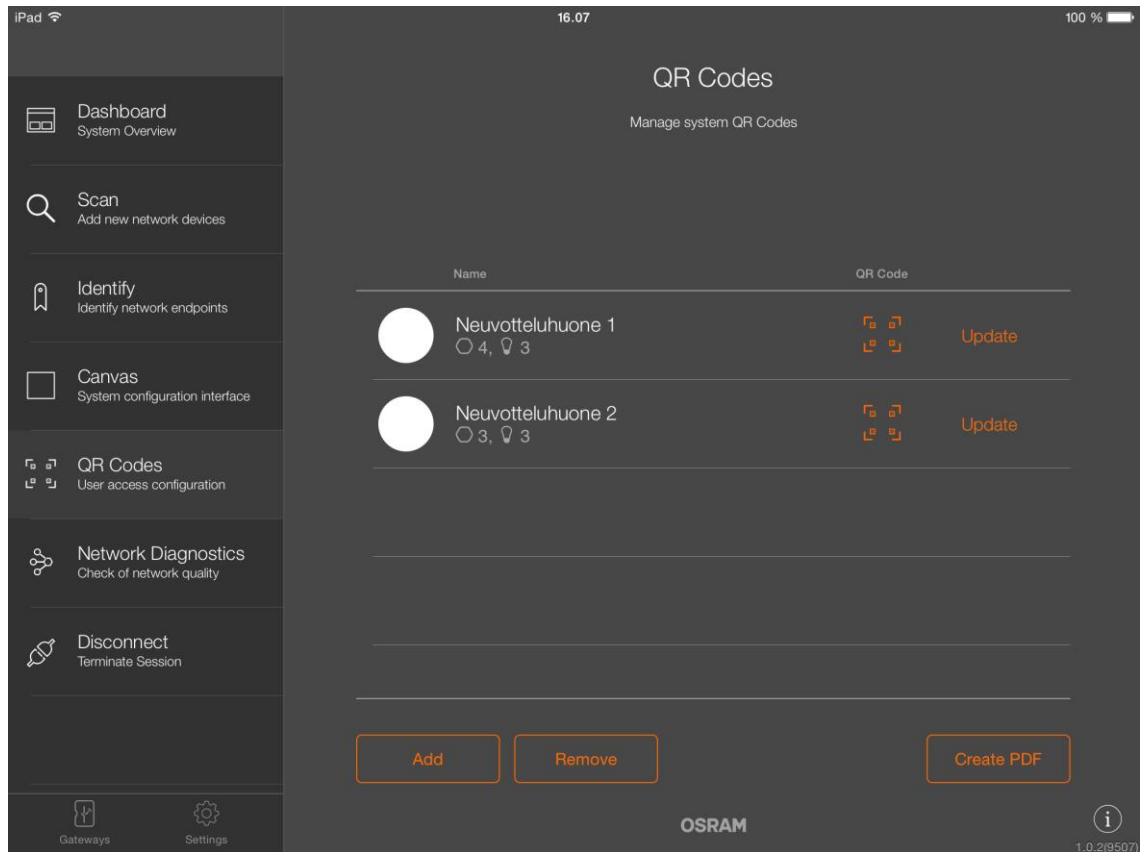 iPad 16.07 100 %
QR Codes
Manage system QR Codes
Dashboard
System Overview
Scan
Add new network devices
Identify
Identify network endpoints
Canvas
System configuration interface
QR Codes
User access configuration
Network Diagnostics
Check of network quality
Disconnect
Terminate Session
Gateways Settings
Name QR Code
Neuvotteluhuone 1
4, 3
Update
Neuvotteluhuone 2
3, 3
Update
Add Remove Create PDF
OSRAM
i
1.0.2(9507)